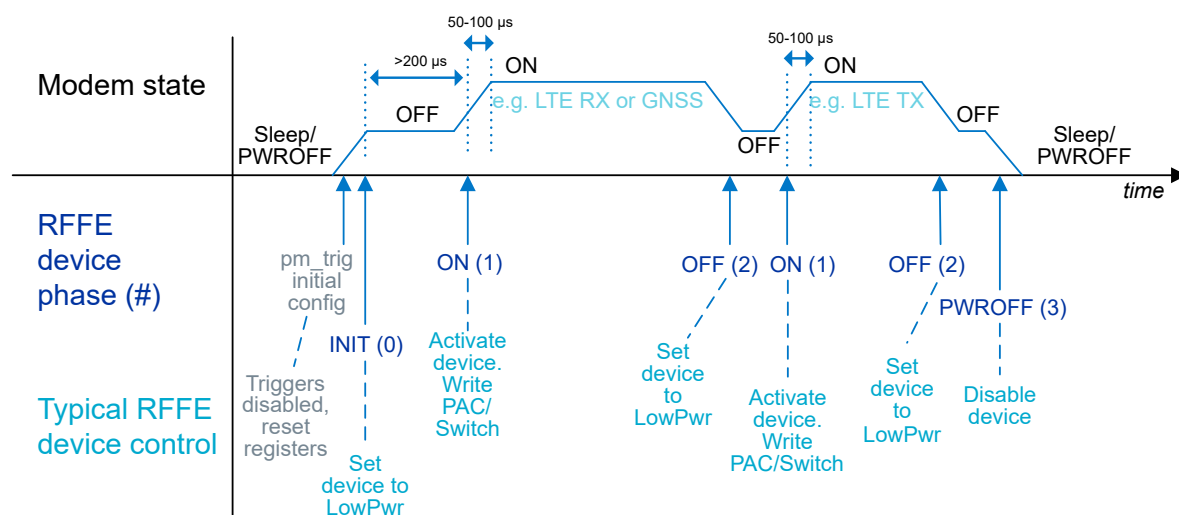 50-100 µs
50-100 µs
>200 µs
ON
ON
Modem state
e.g. LTE RX or GNSS
e.g. LTE TX
OFF
OFF
OFF
Sleep/
PWROFF
Sleep/
PWROFF
time
RFFE
device
phase (#)
pm_trig
initial
config
ON (1)
OFF (2)
ON (1)
OFF (2)
PWROFF (3)
INIT (0)
Typical RFFE
device control
Triggers
disabled,
reset
registers
Set
device to
LowPwr
Activate
device.
Write
PAC/
Switch
Set
device
to
LowPwr
Activate
device.
Write
PAC/Switch
Set
device
to
LowPwr
Disable
device